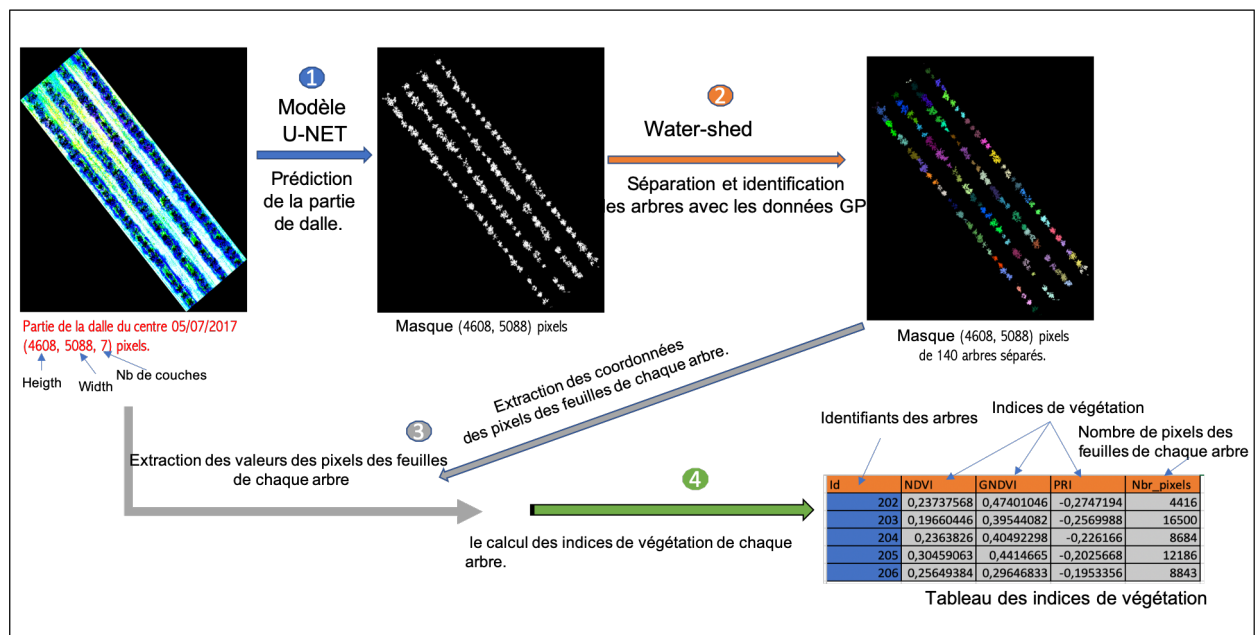 1
Modèle
U-NET
Prédiction
de la partie
de dalle.
2
Water-shed
Séparation et identification
es arbres avec les données GP
Partie de la dalle du centre 05/07/2017
(4608, 5088, 7) pixels.
Heigth
Width
Nb de couches
Masque (4608, 5088) pixels
Masque (4608, 5088) pixels
de 140 arbres séparés.
Extraction des coordonnées
des pixels des feuilles de chaque arbre.
3
Extraction des valeurs des pixels des feuilles
de chaque arbre
4
le calcul des indices de végétation de chaque
arbre.
Identifiants des arbres
Indices de végétation
Nombre de pixels des
feuilles de chaque arbre
Id NDVI GNDVI PRI Nbr_pixels
202 0,23737568 0,47401046 -0,2747194 4416
203 0,19660446 0,39544082 -0,2569988 16500
204 0,2363826 0,40492298 -0,226166 8684
205 0,30459063 0,4414665 -0,2025668 12186
206 0,25649384 0,29646833 -0,1953356 8843
Tableau des indices de végétation